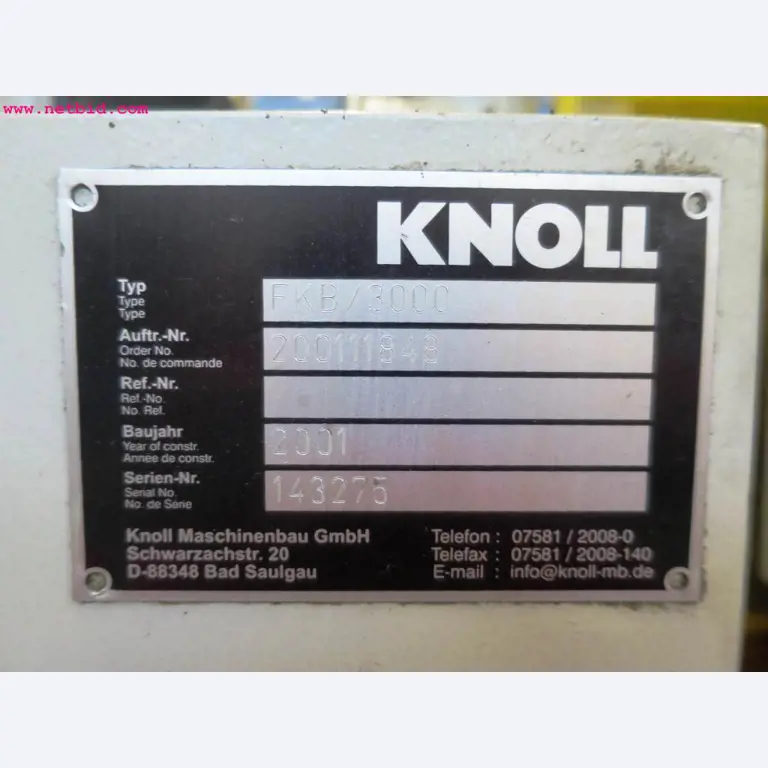 www.netbid.com
KNOLL
Typ
Type
Type
FKB/3000
Auftr.-Nr.
Order No.
No. de commande
200111848
Ref.-Nr.
Ref.-No.
No. Ref.
Baujahr
Year of constr.
Annee de constr.
2001
Serien-Nr.
Serial No.
No. de Serie
143275
Knoll Maschinenbau GmbH
Schwarzachstr. 20
D-88348 Bad Saulgau
Telefon : 07581 / 2008-0
Telefax : 07581 / 2008-140
E-mail : info@knoll-mb.de